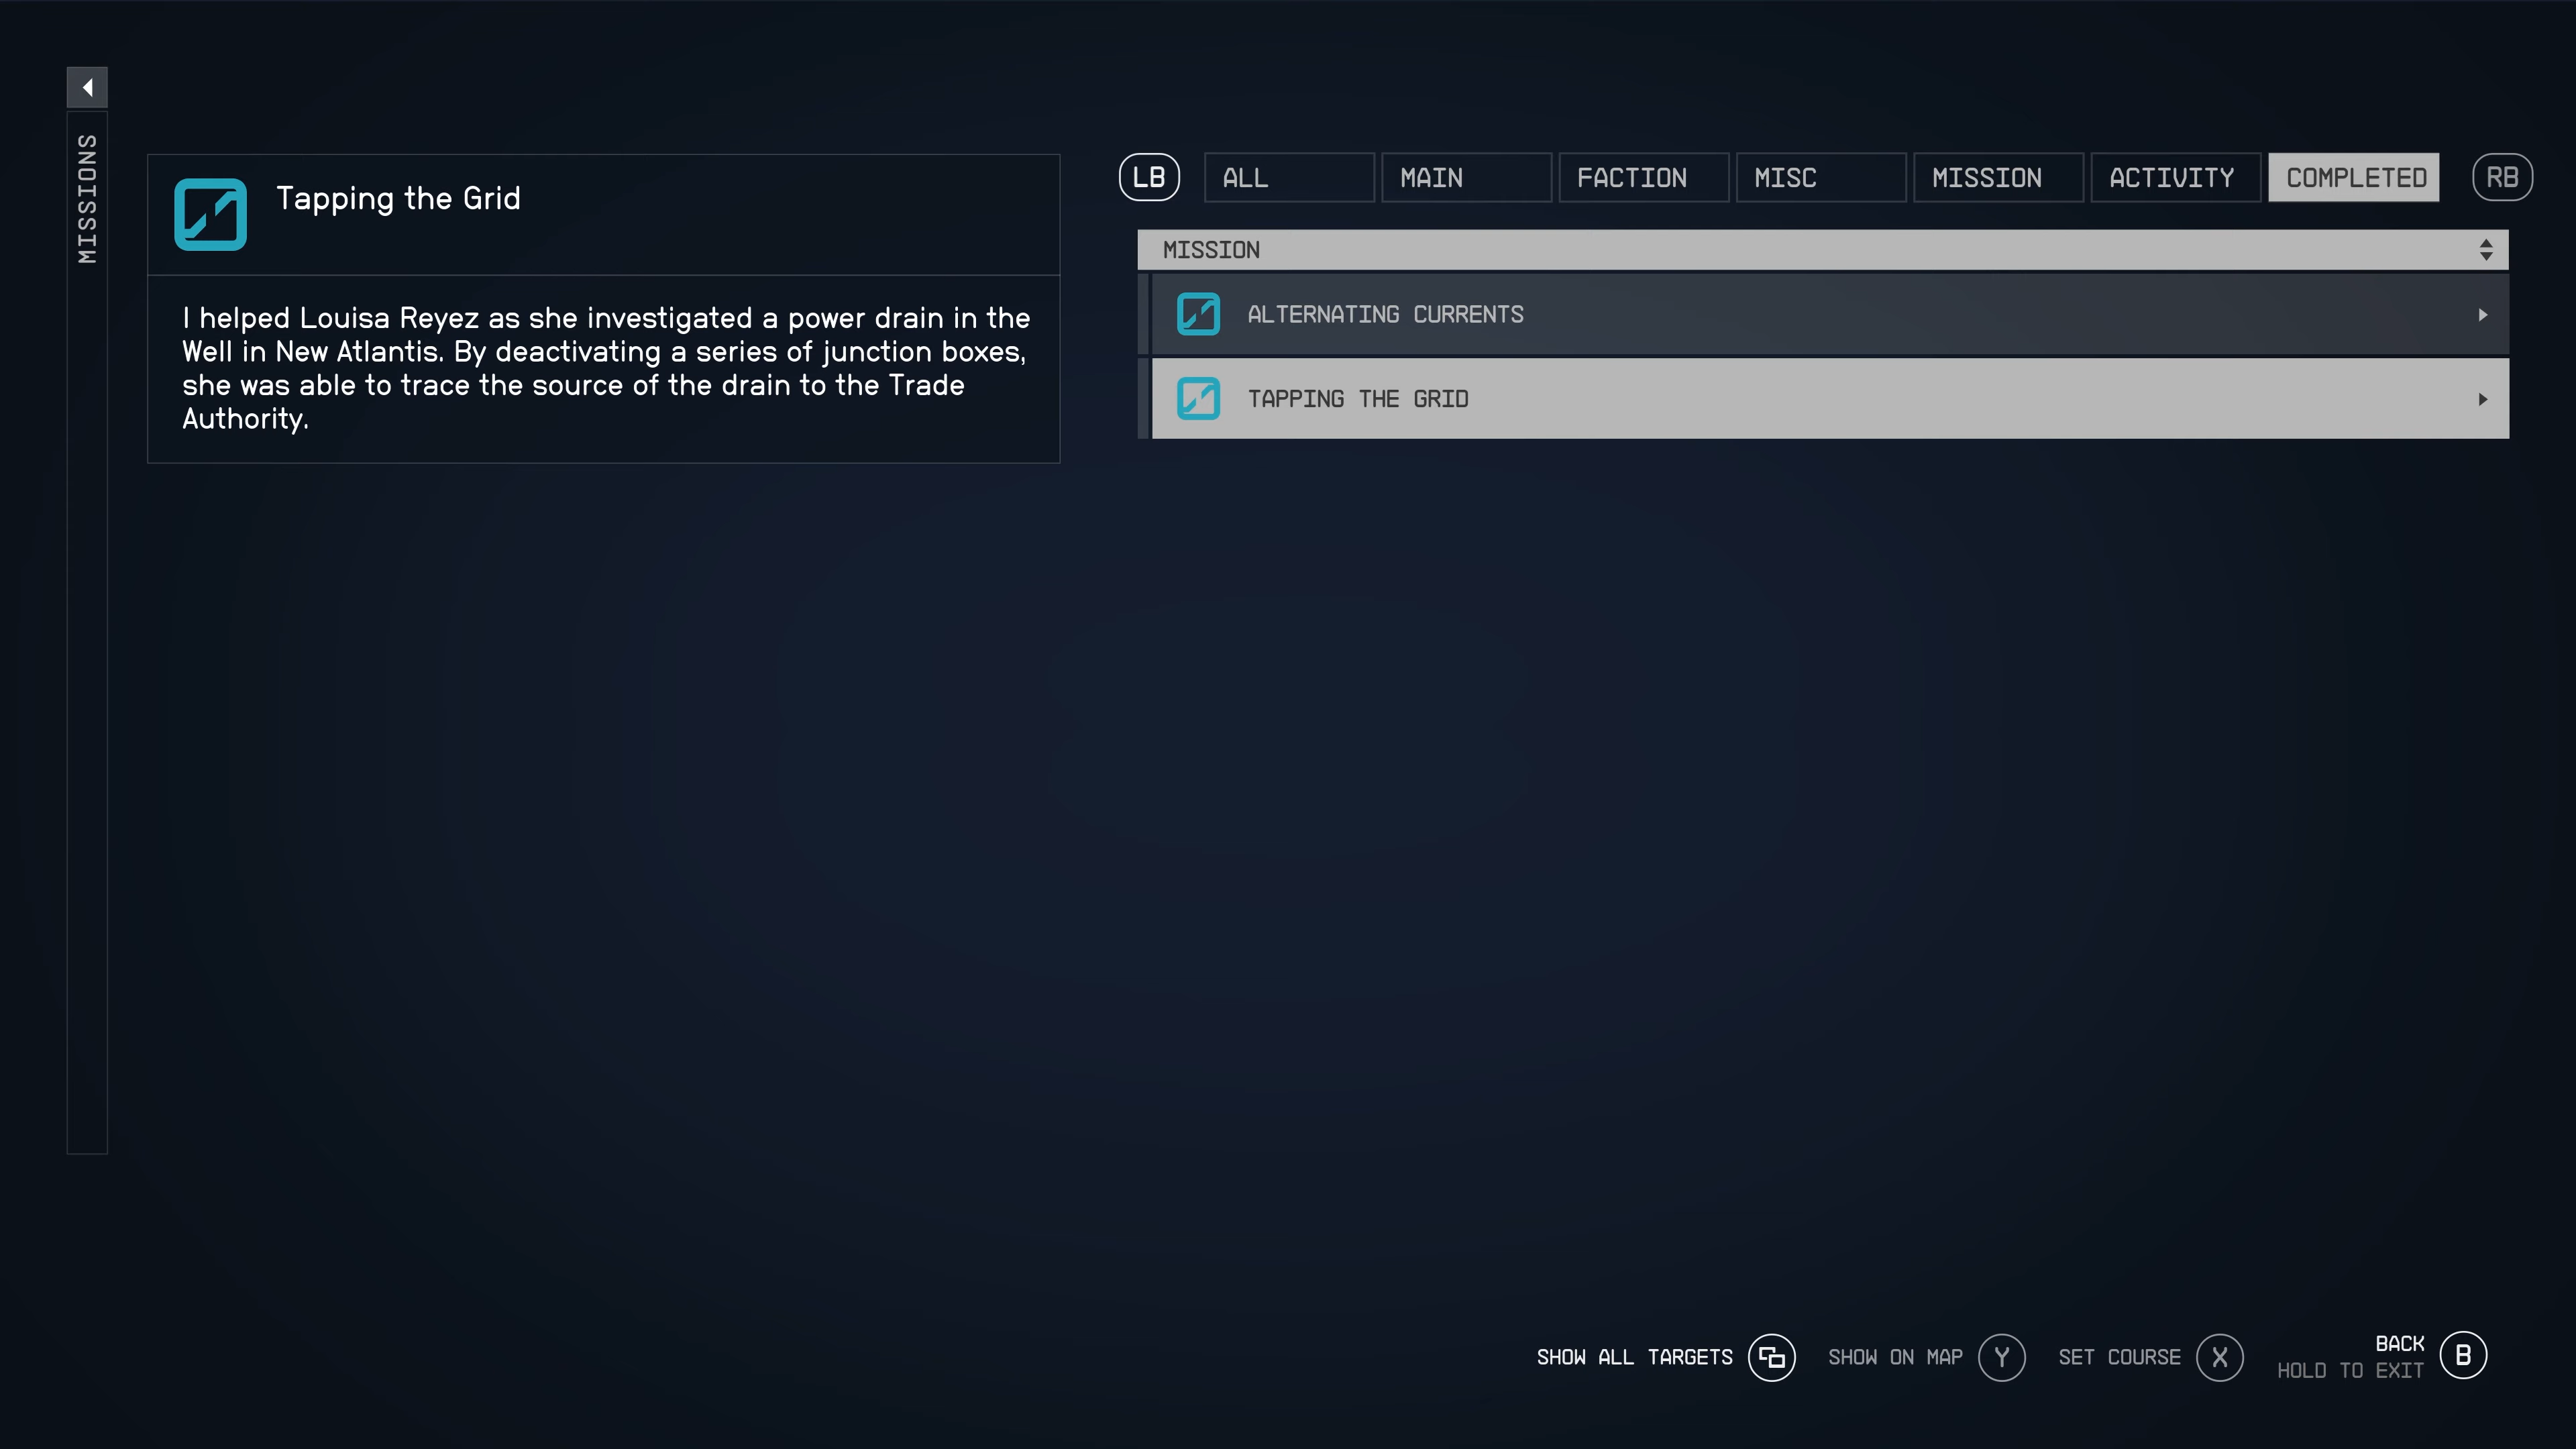 MISSIONS
Tapping the Grid
I helped Louisa Reyez as she investigated a power drain in the
Well in New Atlantis. By deactivating a series of junction boxes,
she was able to trace the source of the drain to the Trade
Authority.
LB ALL MAIN FACTION MISC MISSION ACTIVITY COMPLETED RB
MISSION
ALTERNATING CURRENTS
TAPPING THE GRID
SHOW ALL TARGETS SHOW ON MAP Y SET COURSE X BACK B
HOLD TO EXIT